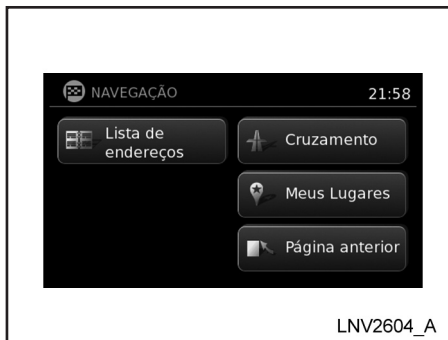 NAVEGAÇÃO 21:58
Lista de
endereços
Cruzamento
Meus Lugares
Página anterior
LNV2604_A